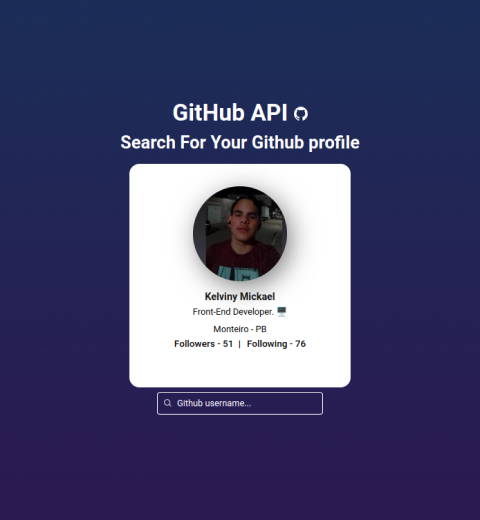 GitHub API
Search For Your Github profile
Kelviny Mickael
Front-End Developer. 🖥️
Monteiro - PB
Followers - 51 | Following - 76
Github username...